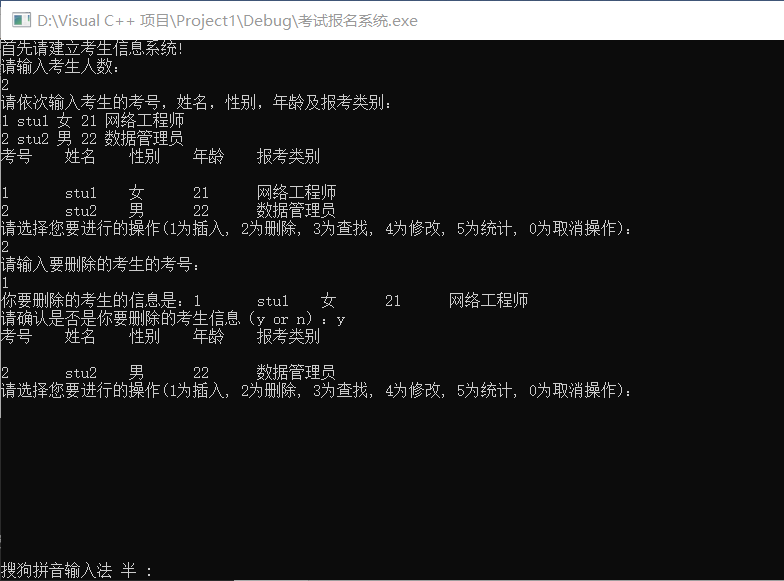 D:\Visual C++ 项目\Project1\Debug\考试报名系统.exe
首先请建立考生信息系统!
请输入考生人数:
2
请依次输入考生的考号，姓名，性别，年龄及报考类别:
1 stu1 女 21 网络工程师
2 stu2 男 22 数据管理员
考号 姓名 性别 年龄 报考类别
1 stu1 女 21 网络工程师
2 stu2 男 22 数据管理员
请选择您要进行的操作(1为插入, 2为删除, 3为查找, 4为修改, 5为统计, 0为取消操作):
2
请输入要删除的考生的考号:
1
你要删除的考生的信息是: 1 stu1 女 21 网络工程师
请确认是否是你要删除的考生信息（y or n）: y
考号 姓名 性别 年龄 报考类别
2 stu2 男 22 数据管理员
请选择您要进行的操作(1为插入, 2为删除, 3为查找, 4为修改, 5为统计, 0为取消操作):
搜狗拼音输入法 半 :